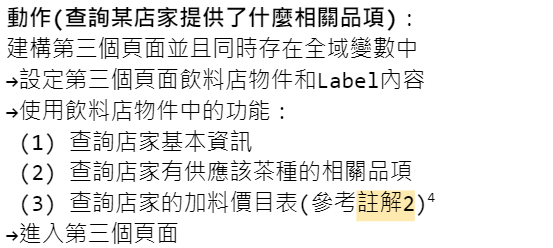 動作(查詢某店家提供了什麼相關品項)：
建構第三個頁面並且同時存在全域變數中
→設定第三個頁面飲料店物件和Label內容
→使用飲料店物件中的功能：
(1) 查詢店家基本資訊
(2) 查詢店家有供應該茶種的相關品項
(3) 查詢店家的加料價目表(參考註解2)⁴
→進入第三個頁面